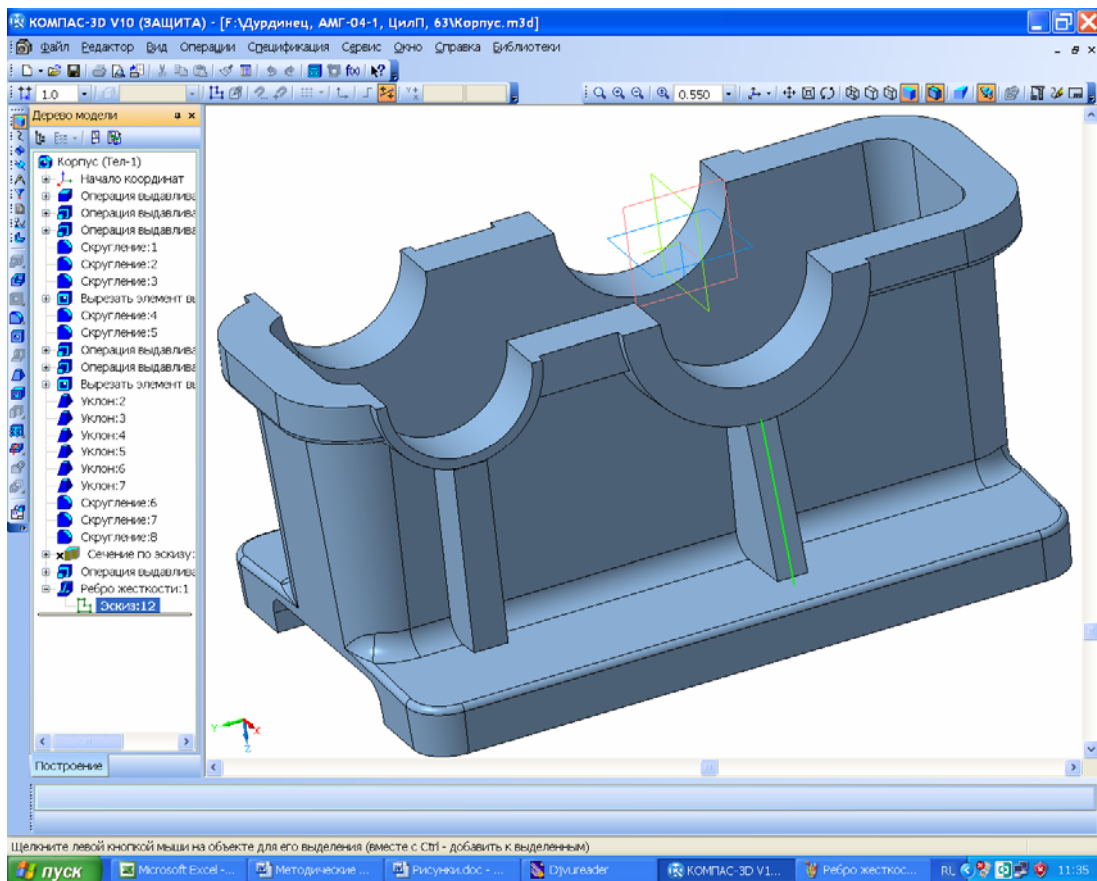 КОМПАС-3D V10 (ЗАЩИТА) - [F:\Дурдинец, АМГ-04-1, ЦилП, 63\Корпус.m3d]
Файл Редактор Вид Операции Спецификация Сервис Окно Справка Библиотеки
1.0 0.550
Дерево модели
Корпус (Тел-1)
Начало координат
Операция выдавлива
Операция выдавлива
Операция выдавлива
Скругление:1
Скругление:2
Скругление:3
Вырезать элемент вы
Скругление:4
Скругление:5
Операция выдавлива
Операция выдавлива
Вырезать элемент вы
Уклон:2
Уклон:3
Уклон:4
Уклон:5
Уклон:6
Уклон:7
Скругление:6
Скругление:7
Скругление:8
Сечение по эскизу:
Операция выдавлива
Ребро жесткости:1
Эскиз:12
Y X Z
Построение
Щелкните левой кнопкой мыши на объекте для его выделения (вместе с Ctrl - добавить к выделенным)
пуск Microsoft Excel -... Методические ... Рисунки.doc - ... Djvureader КОМПАС-3D V1... Ребро жесткос... RL 11:35